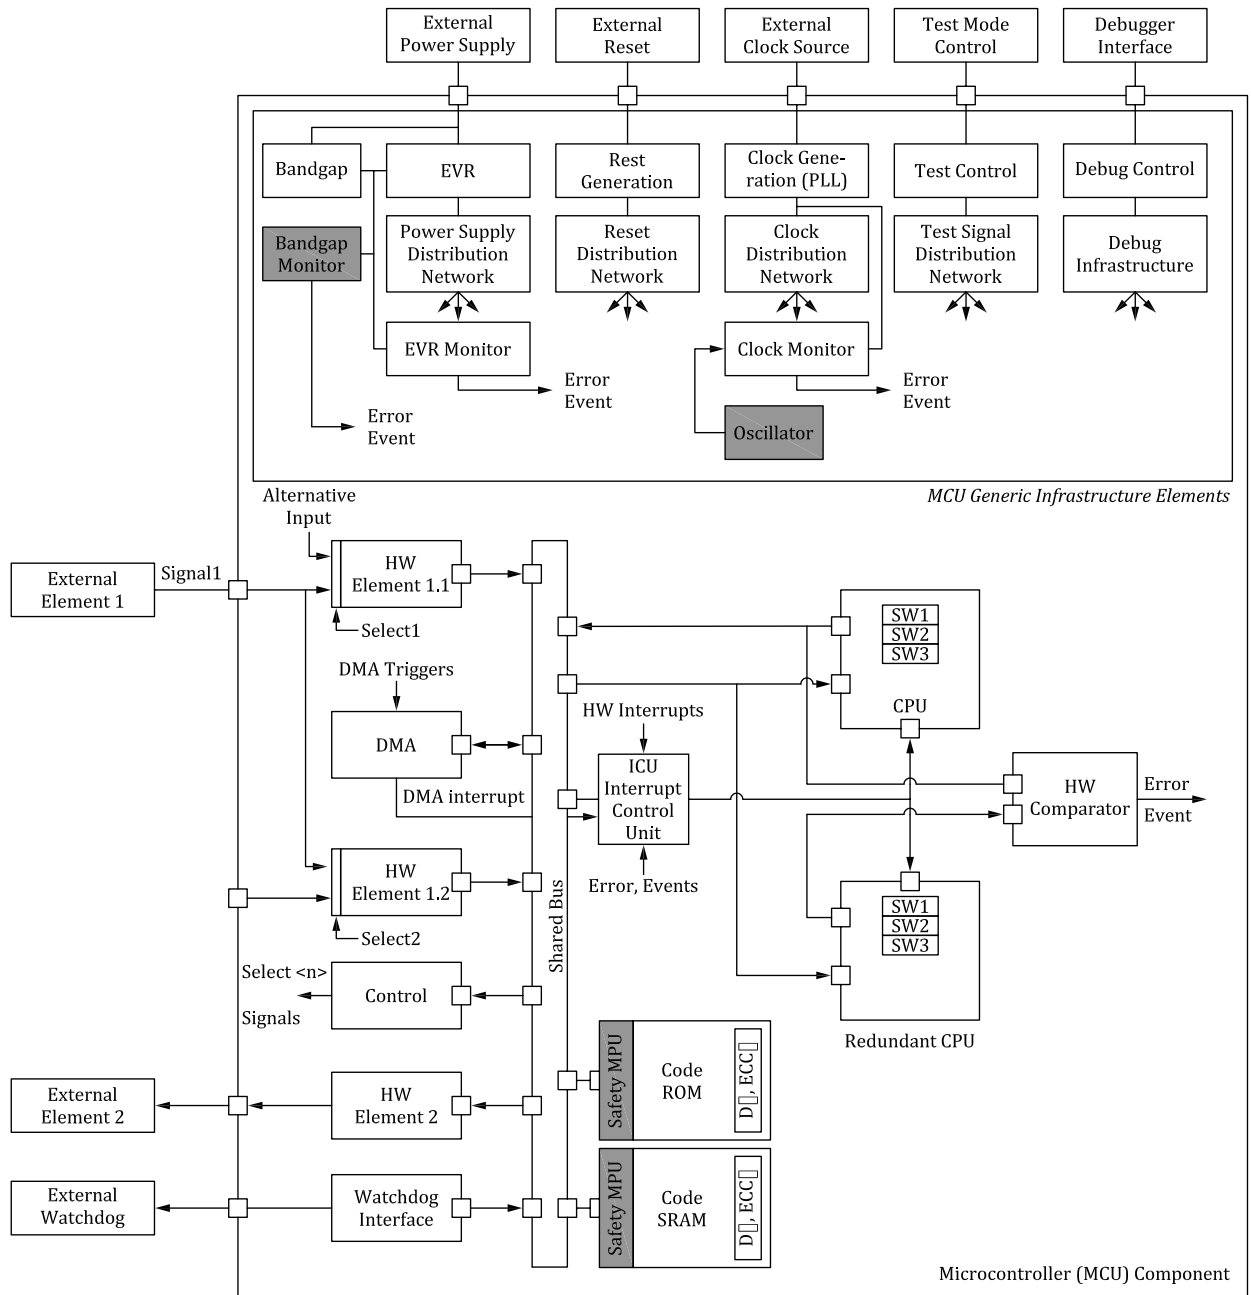 External
Power Supply
External
Reset
External
Clock Source
Test Mode
Control
Debugger
Interface
Bandgap
EVR
Rest
Generation
Clock Gene-
ration (PLL)
Test Control
Debug Control
Bandgap
Monitor
Power Supply
Distribution
Network
Reset
Distribution
Network
Clock
Distribution
Network
Test Signal
Distribution
Network
Debug
Infrastructure
EVR Monitor
Clock Monitor
Error
Event
Error
Event
Error
Event
Oscillator
MCU Generic Infrastructure Elements
Alternative
Input
External
Element 1
Signal1
HW
Element 1.1
Select1
DMA Triggers
DMA
DMA interrupt
HW
Element 1.2
Select2
Select <n>
Signals
Control
External
Element 2
HW
Element 2
External
Watchdog
Watchdog
Interface
Shared Bus
HW Interrupts
ICU
Interrupt
Control
Unit
Error, Events
SW1
SW2
SW3
CPU
HW
Comparator
Error
Event
SW1
SW2
SW3
Redundant CPU
Safety MPU
Code
ROM
D▯, ECC▯
Safety MPU
Code
SRAM
D▯, ECC▯
Microcontroller (MCU) Component